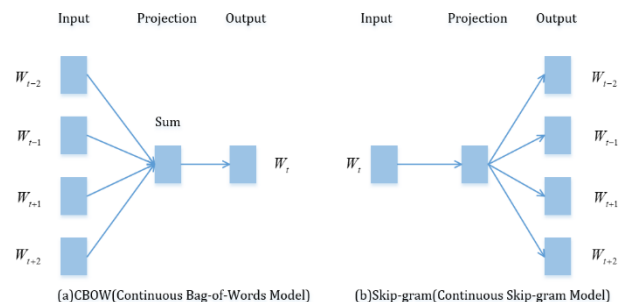 Input Projection Output Input Projection Output
W_{t-2} W_{t-2}
Sum
W_{t-1} W_{t-1}
W_t W_t
W_{t+1} W_{t+1}
W_{t+2} W_{t+2}
(a)CBOW(Continuous Bag-of-Words Model) (b)Skip-gram(Continuous Skip-gram Model)